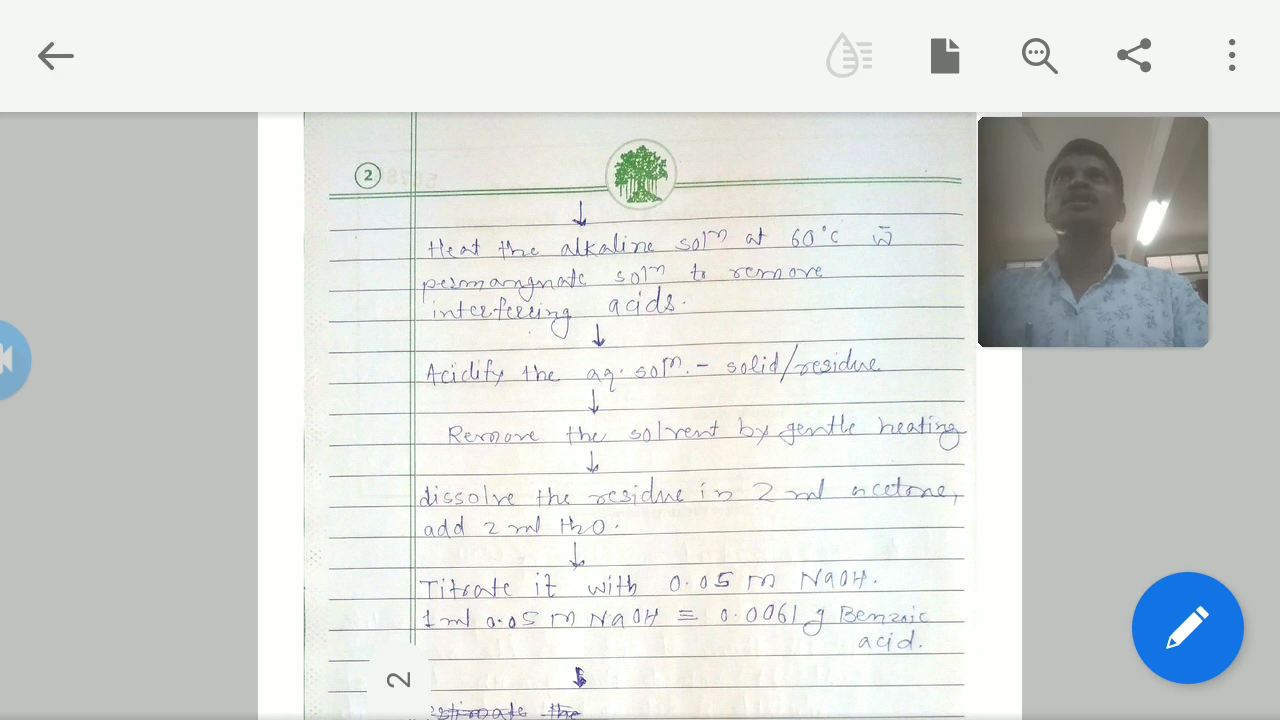 2
↓
Heat the alkaline solⁿ at 60°c w̄
permangnate solⁿ to remove
interfering acids.
↓
Acidify the aq. solⁿ. - solid/residue
↓
Remove the solvent by gentle heating
↓
dissolve the residue in 2 ml acetone,
add 2 ml H2O.
↓
Titrate it with 0.05 m NaOH.
1 ml 0.05 m NaOH ≡ 0.0061 g Benzoic
acid.
↓
the
2